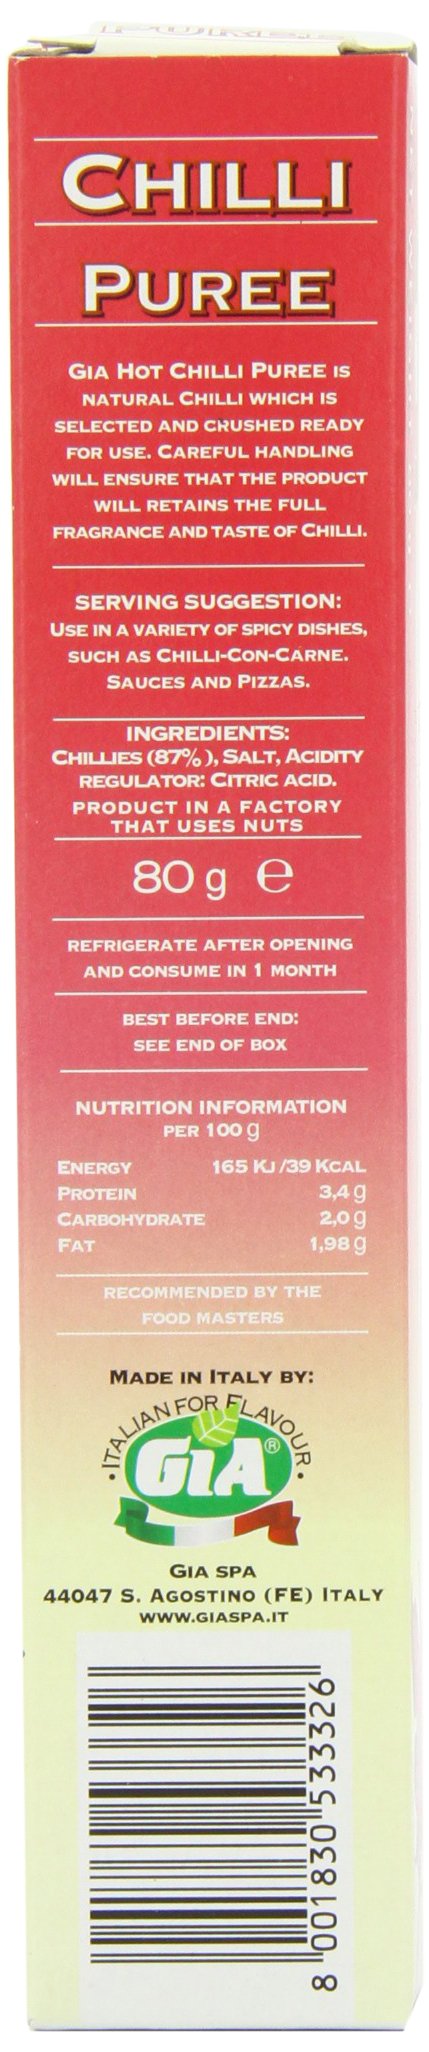 CHILLI
PUREE
GIA HOT CHILLI PUREE IS
NATURAL CHILLI WHICH IS
SELECTED AND CRUSHED READY
FOR USE. CAREFUL HANDLING
WILL ENSURE THAT THE PRODUCT
WILL RETAINS THE FULL
FRAGRANCE AND TASTE OF CHILLI.
SERVING SUGGESTION:
USE IN A VARIETY OF SPICY DISHES,
SUCH AS CHILLI-CON-CARNE.
SAUCES AND PIZZAS.
INGREDIENTS:
CHILLIES (87%), SALT, ACIDITY
REGULATOR: CITRIC ACID.
PRODUCT IN A FACTORY
THAT USES NUTS
80 g e
REFRIGERATE AFTER OPENING
AND CONSUME IN 1 MONTH
BEST BEFORE END:
SEE END OF BOX
NUTRITION INFORMATION
PER 100 g
ENERGY 165 KJ/39 KCAL
PROTEIN 3,4 g
CARBOHYDRATE 2,0 g
FAT 1,98 g
RECOMMENDED BY THE
FOOD MASTERS
MADE IN ITALY BY:
• ITALIAN FOR FLAVOUR •
GIA®
GIA SPA
44047 S. AGOSTINO (FE) ITALY
WWW.GIASPA.IT
8 001830 533326